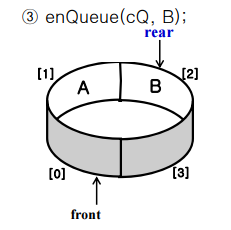 ③ enQueue(cQ, B);
rear
[1] [2]
A B
[0] [3]
front